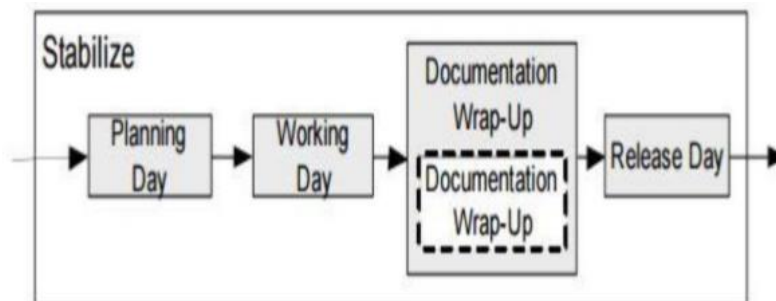 Stabilize
Planning
Day
Working
Day
Documentation
Wrap-Up
Documentation
Wrap-Up
Release Day